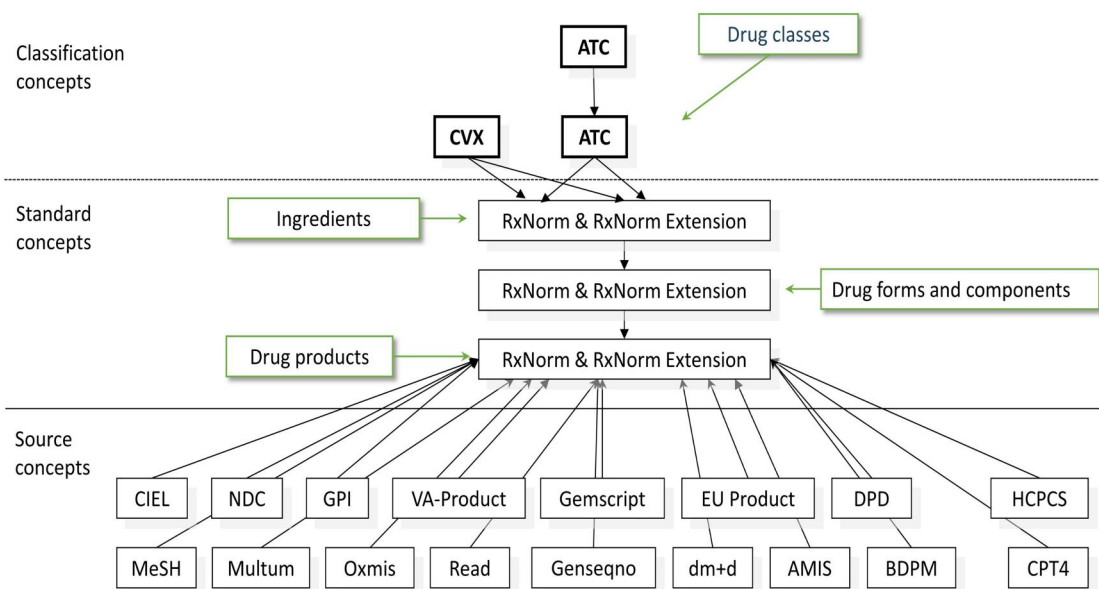 Classification
concepts
ATC
Drug classes
CVX
ATC
Standard
concepts
Ingredients
RxNorm & RxNorm Extension
RxNorm & RxNorm Extension
Drug forms and components
Drug products
RxNorm & RxNorm Extension
Source
concepts
CIEL
NDC
GPI
VA-Product
Gemscript
EU Product
DPD
HCPCS
MeSH
Multum
Oxmis
Read
Genseqno
dm+d
AMIS
BDPM
CPT4